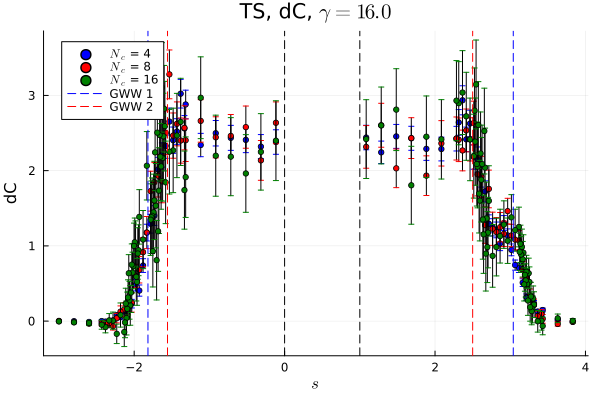 TS, dC, γ = 16.0
N_c = 4
N_c = 8
N_c = 16
GWW 1
GWW 2
dC
3
2
1
0
−2
0
2
4
s